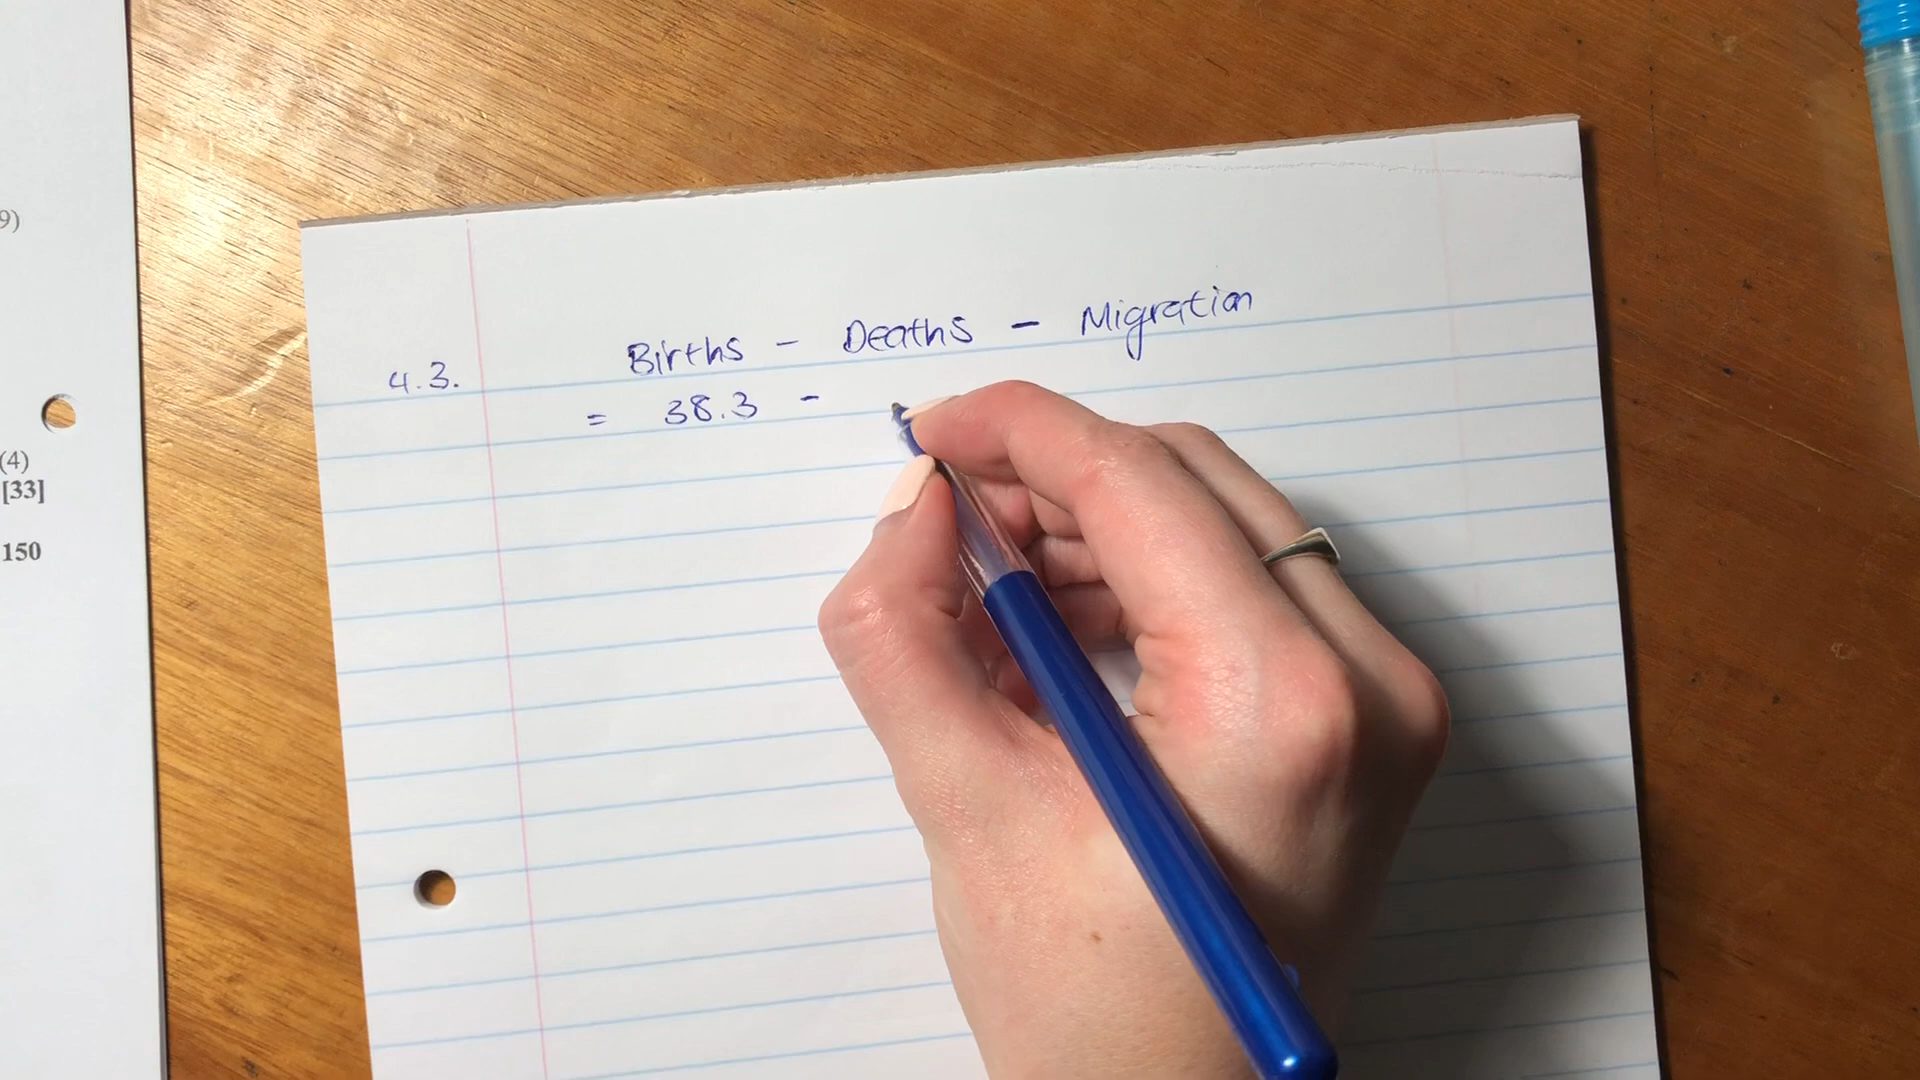 9)
(4)
[33]
150
Births - Deaths - Migration
4.3.
= 38.3 -